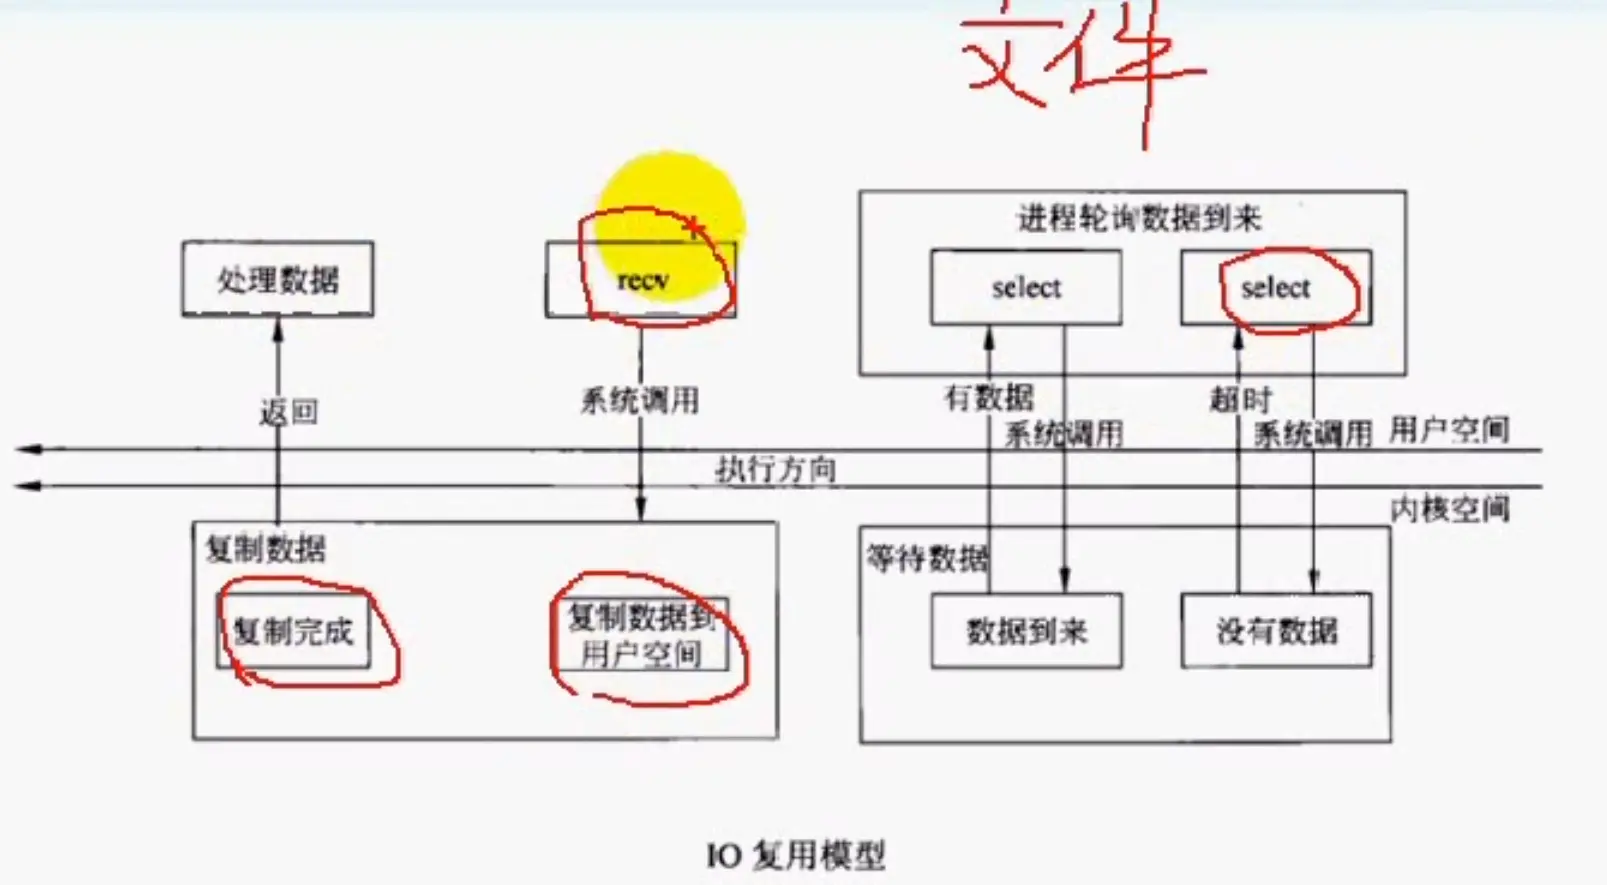 文件
进程轮询数据到来
处理数据
recv
select
select
返回
系统调用
有数据
超时
系统调用
系统调用
用户空间
执行方向
内核空间
复制数据
等待数据
复制完成
复制数据到
用户空间
数据到来
没有数据
IO 复用模型